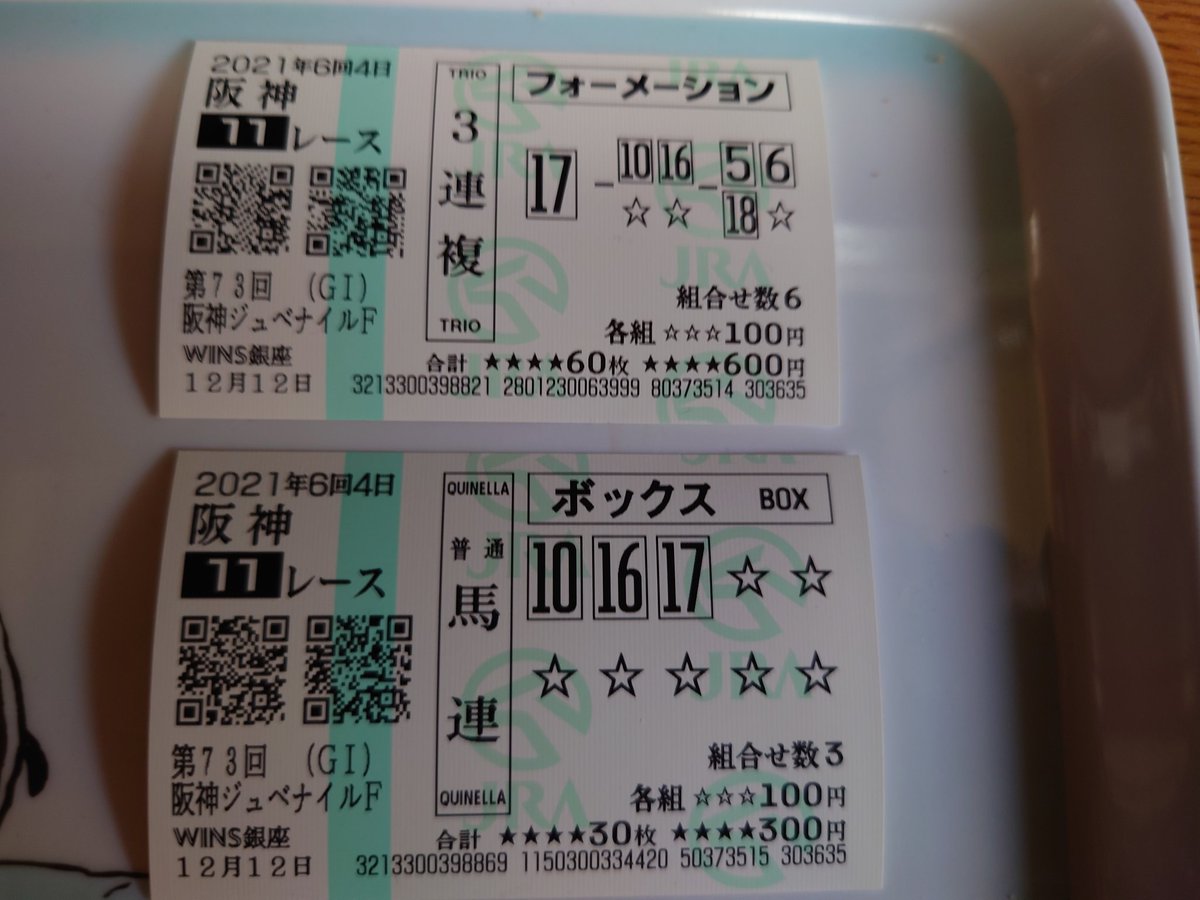 2021年6回4日
阪神
11レース
第73回 (GI)
阪神ジュベナイルF
WINS銀座
12月12日
TRIO
3連複
TRIO
フォーメーション
17 - 10 16 - 5 6
☆ ☆ 18 ☆
組合せ数6
各組 ☆☆☆100円
合計 ★★★★60枚 ★★★★600円
3213300398821 2801230063999 80373514 303635
2021年6回4日
阪神
11レース
第73回 (GI)
阪神ジュベナイルF
WINS銀座
12月12日
QUINELLA
普通
馬連
QUINELLA
ボックス BOX
10 16 17 ☆ ☆
☆ ☆ ☆ ☆ ☆
組合せ数3
各組 ☆☆☆100円
合計 ★★★★30枚 ★★★★300円
3213300398869 1150300334420 50373515 303635
JRA
JRA
JRA
JRA
JRA